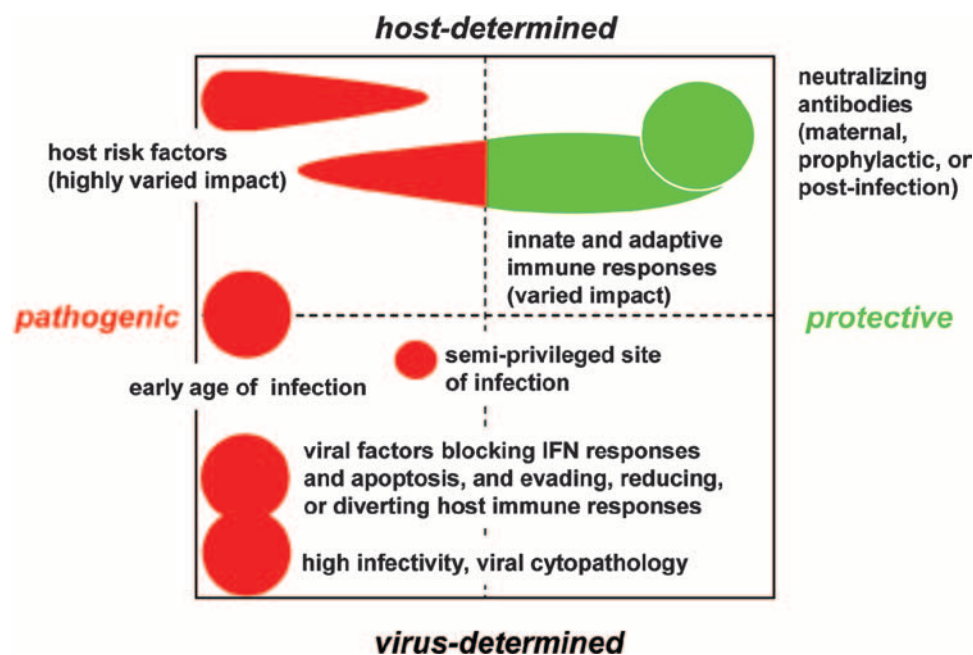 host-determined
neutralizing
antibodies
(maternal,
prophylactic, or
post-infection)
host risk factors
(highly varied impact)
innate and adaptive
immune responses
(varied impact)
pathogenic
protective
semi-privileged site
of infection
early age of infection
viral factors blocking IFN responses
and apoptosis, and evading, reducing,
or diverting host immune responses
high infectivity, viral cytopathology
virus-determined